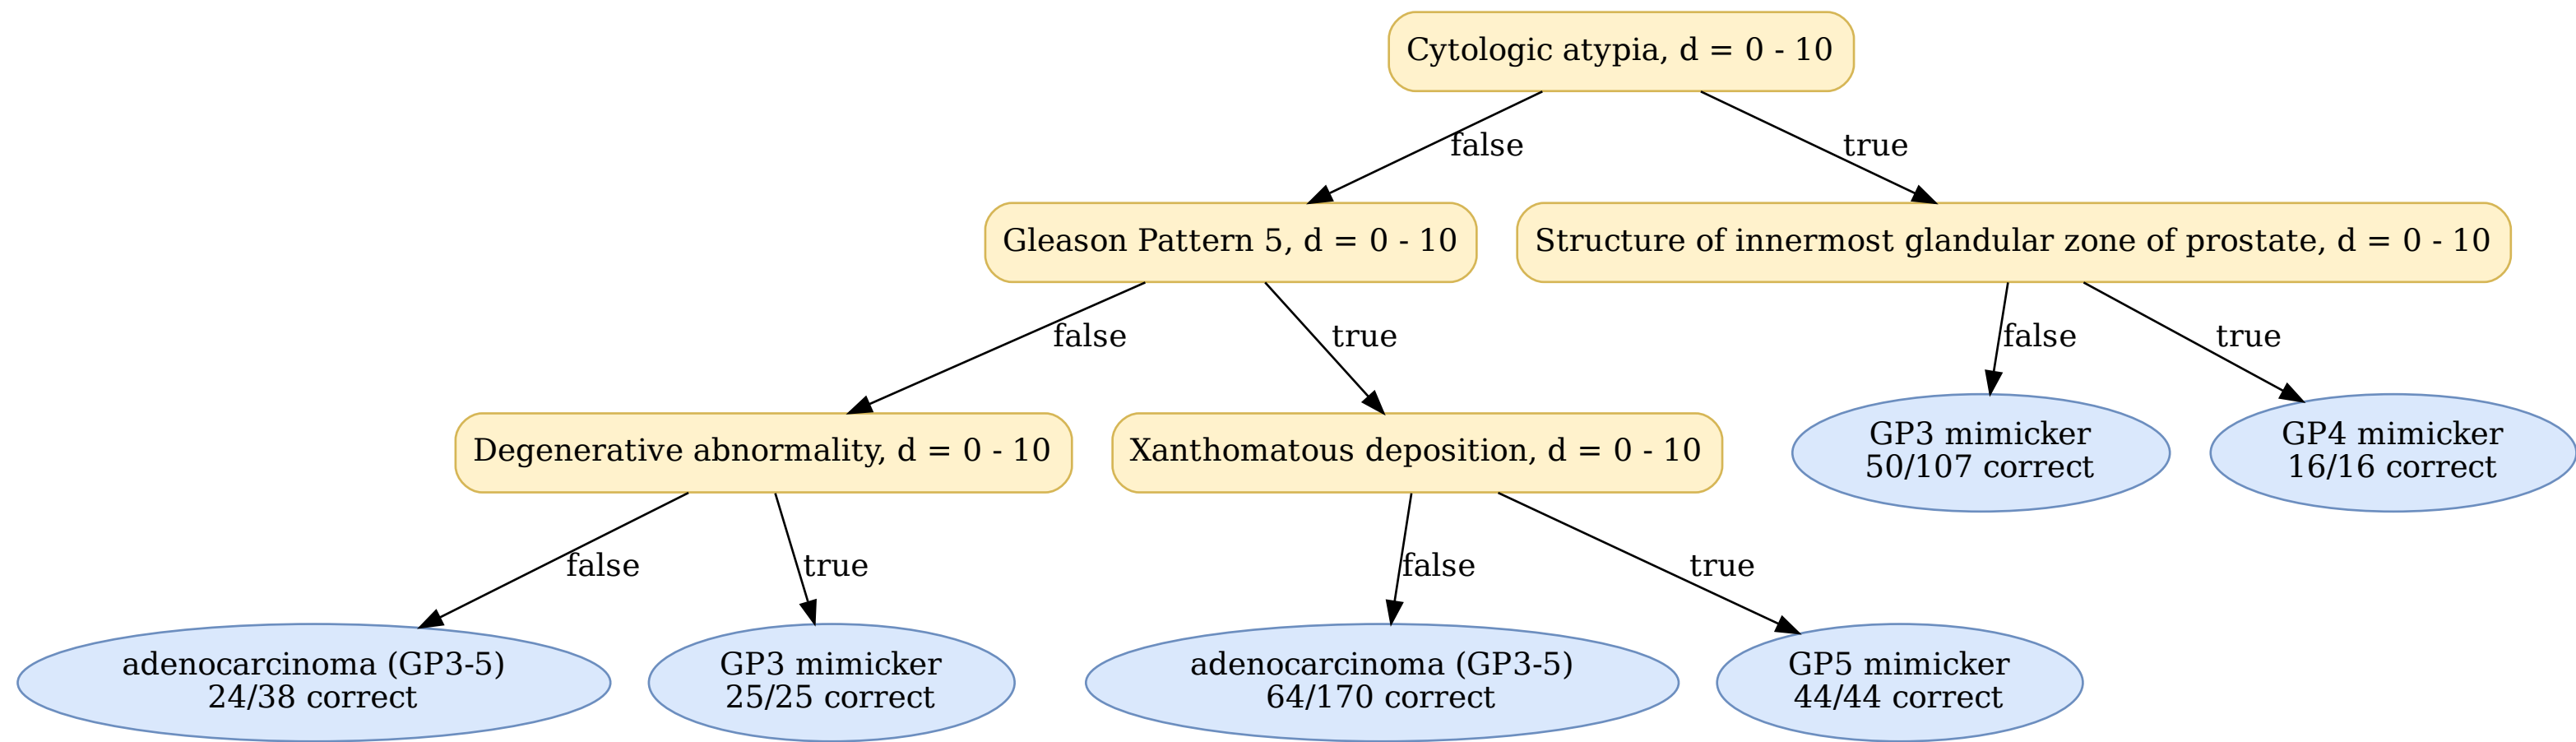 Cytologic atypia, d = 0 - 10
false
true
Gleason Pattern 5, d = 0 - 10
Structure of innermost glandular zone of prostate, d = 0 - 10
false
true
false
true
Degenerative abnormality, d = 0 - 10
Xanthomatous deposition, d = 0 - 10
GP3 mimicker
50/107 correct
GP4 mimicker
16/16 correct
false
true
false
true
adenocarcinoma (GP3-5)
24/38 correct
GP3 mimicker
25/25 correct
adenocarcinoma (GP3-5)
64/170 correct
GP5 mimicker
44/44 correct